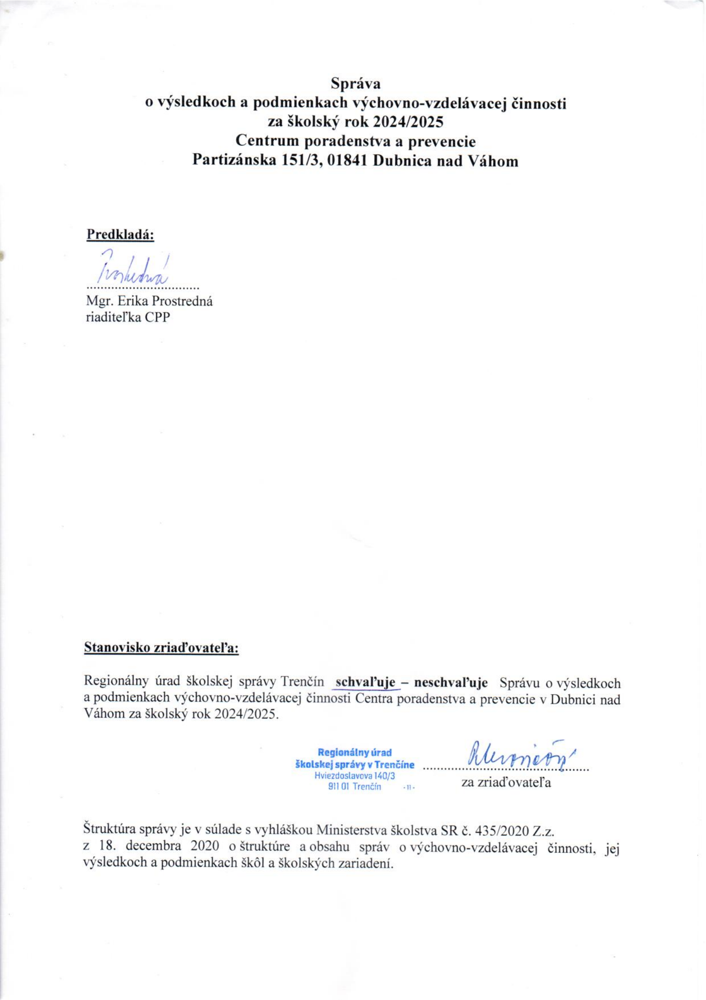 Správa
o výsledkoch a podmienkach výchovno-vzdelávacej činnosti
za školský rok 2024/2025
Centrum poradenstva a prevencie
Partizánska 151/3, 01841 Dubnica nad Váhom
Predkladá:
Prostredná
................................
Mgr. Erika Prostredná
riaditeľka CPP
Stanovisko zriaďovateľa:
Regionálny úrad školskej správy Trenčín schvaľuje – neschvaľuje Správu o výsledkoch
a podmienkach výchovno-vzdelávacej činnosti Centra poradenstva a prevencie v Dubnici nad
Váhom za školský rok 2024/2025.
Regionálny úrad
školskej správy v Trenčíne
Hviezdoslavova 140/3
911 01 Trenčín -11-
................................................
za zriaďovateľa
Štruktúra správy je v súlade s vyhláškou Ministerstva školstva SR č. 435/2020 Z.z.
z 18. decembra 2020 o štruktúre a obsahu správ o výchovno-vzdelávacej činnosti, jej
výsledkoch a podmienkach škôl a školských zariadení.